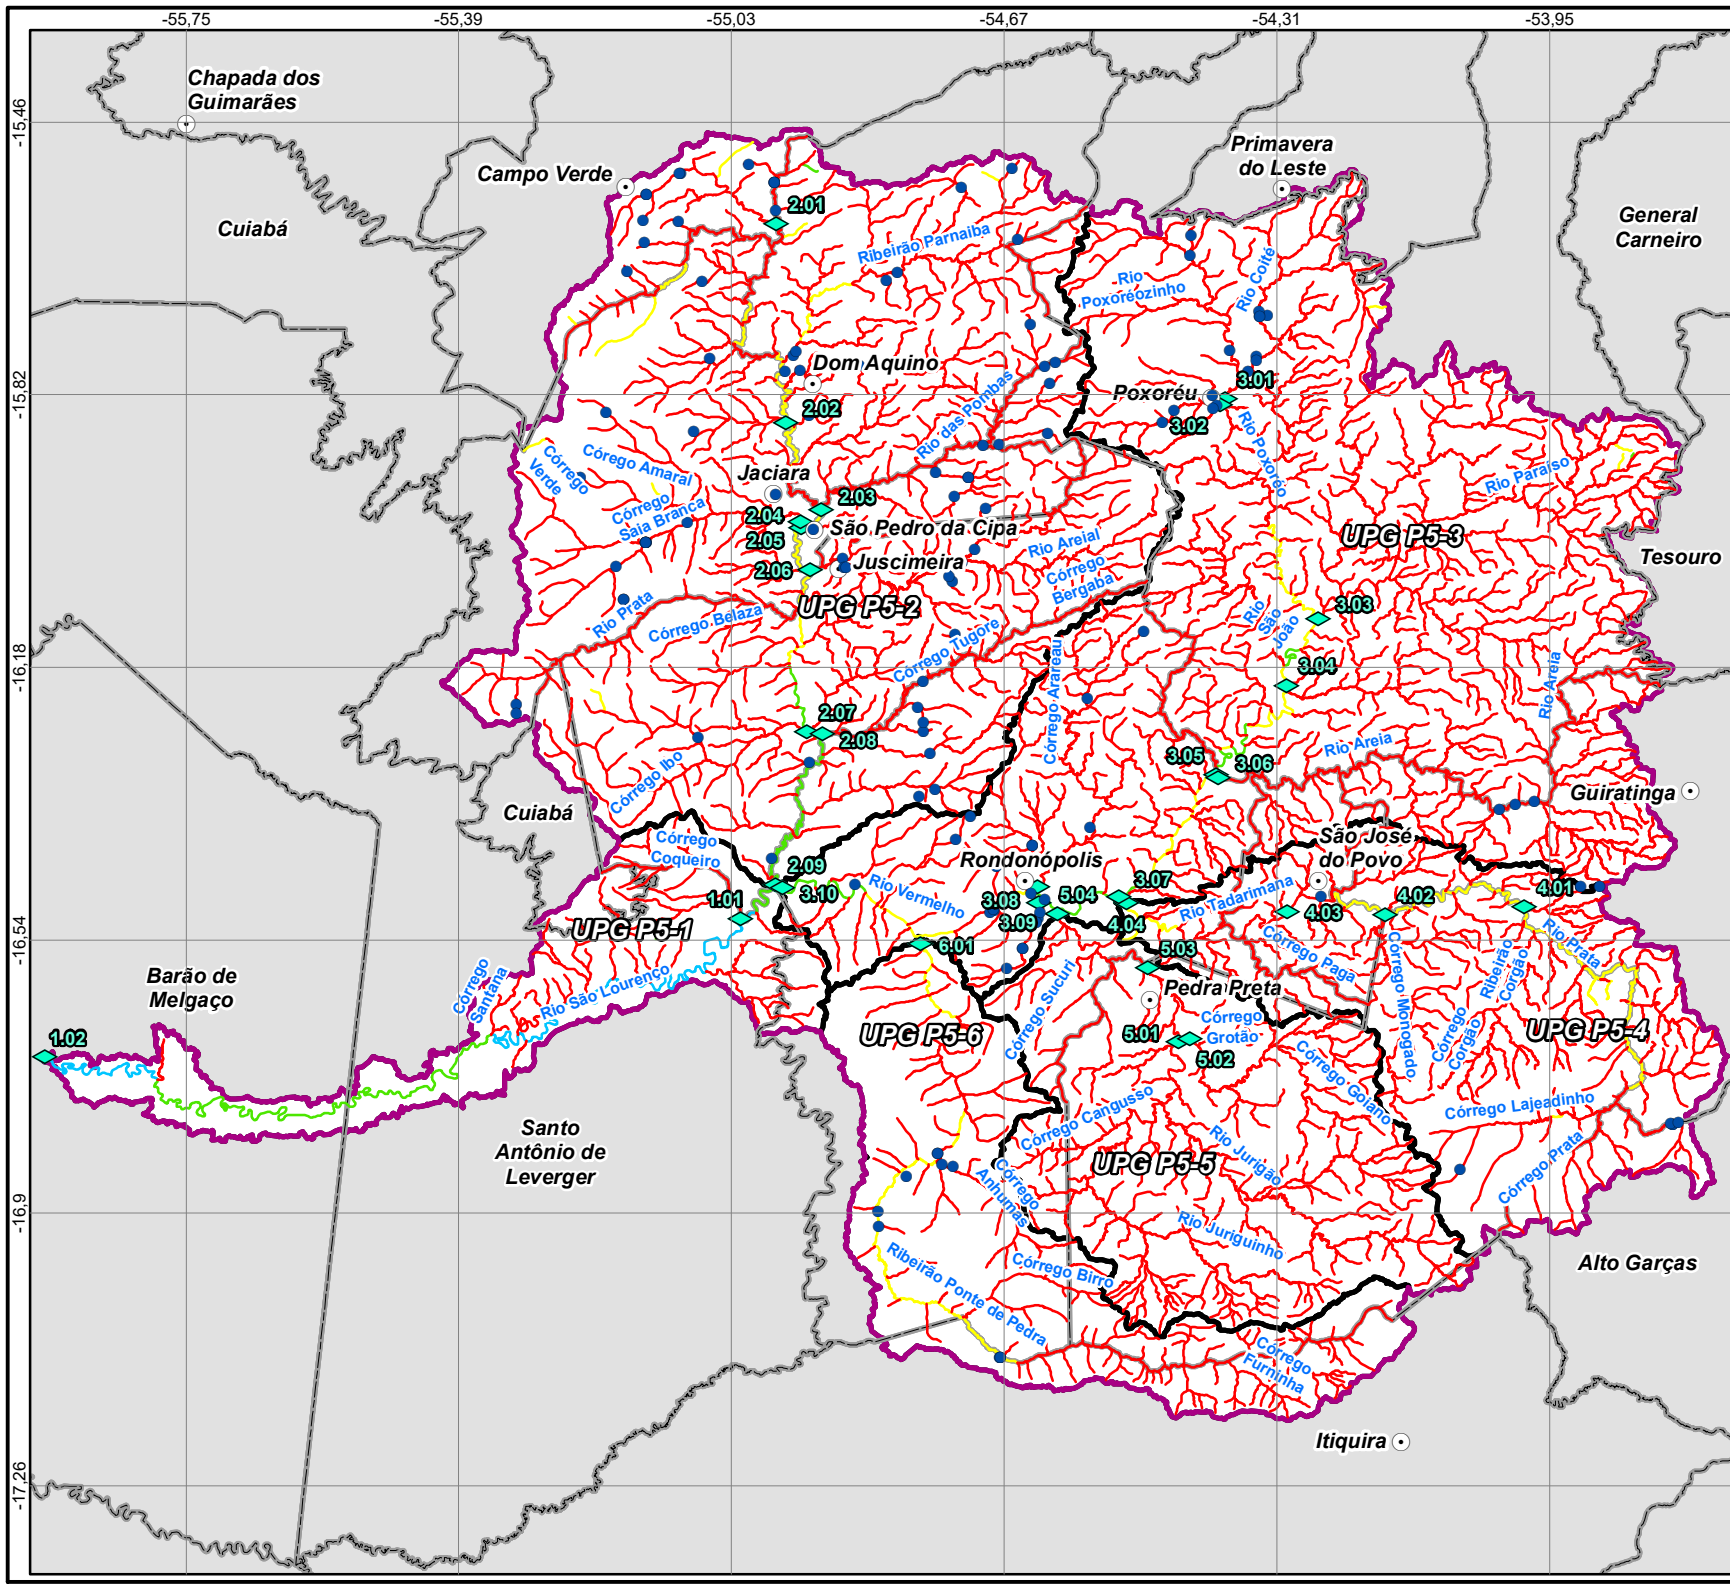 -55,75
-55,39
-55,03
-54,67
-54,31
-53,95
-15,46
-15,82
-16,18
-16,54
-16,9
-17,26
Chapada dos
Guimarães
Campo Verde
Primavera
do Leste
Cuiabá
General
Carneiro
2.01
Ribeirão Parnaiba
Rio
Poxoréozinho
Rio Coité
Dom Aquino
2.02
Poxoréu
3.01
3.02
Rio das Pombas
Rio Poxoréo
Córrego
Verde
Córego Amaral
Córrego
Saia Branca
Jaciara
2.03
2.04
2.05
São Pedro da Cipa
2.06
Juscimeira
Rio Areial
Córrego
Bergaba
Rio Paraíso
UPG P5-3
Tesouro
UPG P5-2
Rio Prata
Córrego Belaza
Córrego Tugore
Rio
São
João
3.03
3.04
Córrego Arareau
Rio Areia
2.07
2.08
Córrego Ibo
3.05
3.06
Rio Areia
Guiratinga
Cuiabá
Córrego
Coqueiro
São José
do Povo
Rondonópolis
2.09
3.10
1.01
Rio Vermelho
3.08
3.09
5.04
3.07
4.04
Rio Tadarimana
4.03
4.02
4.01
UPG P5-1
6.01
5.03
Córrego Paga
Córrego Monogado
Ribeirão
Corgão
Rio Prata
Barão de
Melgaço
Córrego
Santana
Rio São Lourenço
Córrego Sucuri
Pedra Preta
Córrego
Grotão
5.01
5.02
Córrego
Corgão
UPG P5-4
UPG P5-6
1.02
Córrego Goiano
Córrego Cangusso
Córrego Lajeadinho
Santo
Antônio de
Leverger
Córrego
Anhumas
UPG P5-5
Rio Jurigão
Córrego Prata
Rio Juriguinho
Ribeirão Ponte de Pedra
Córrego Birro
Alto Garças
Córrego
Furninha
Itiquira